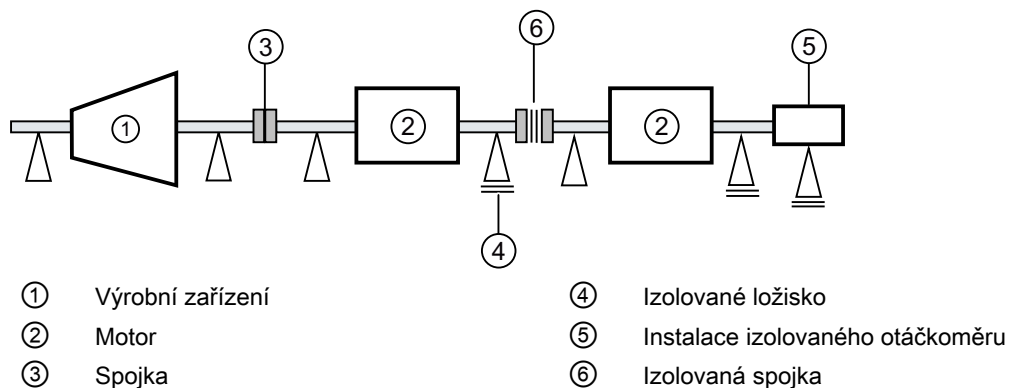 ⑥
③ ⑤
① ② ②
④
① Výrobní zařízení
② Motor
③ Spojka
④ Izolované ložisko
⑤ Instalace izolovaného otáčkoměru
⑥ Izolovaná spojka